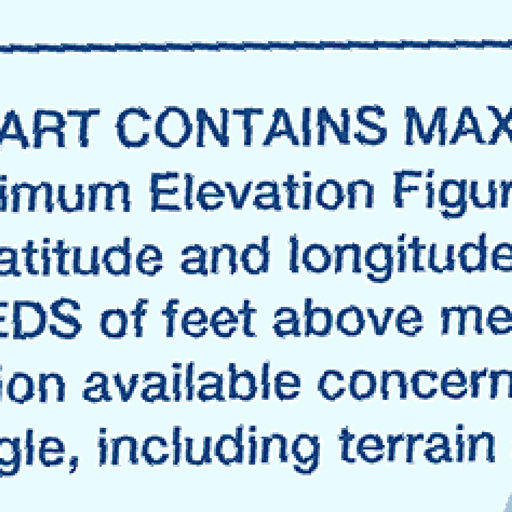 ART CONTAINS MAX
imum Elevation Figur
atitude and longitude
EDS of feet above me
ion available concern
gle, including terrain